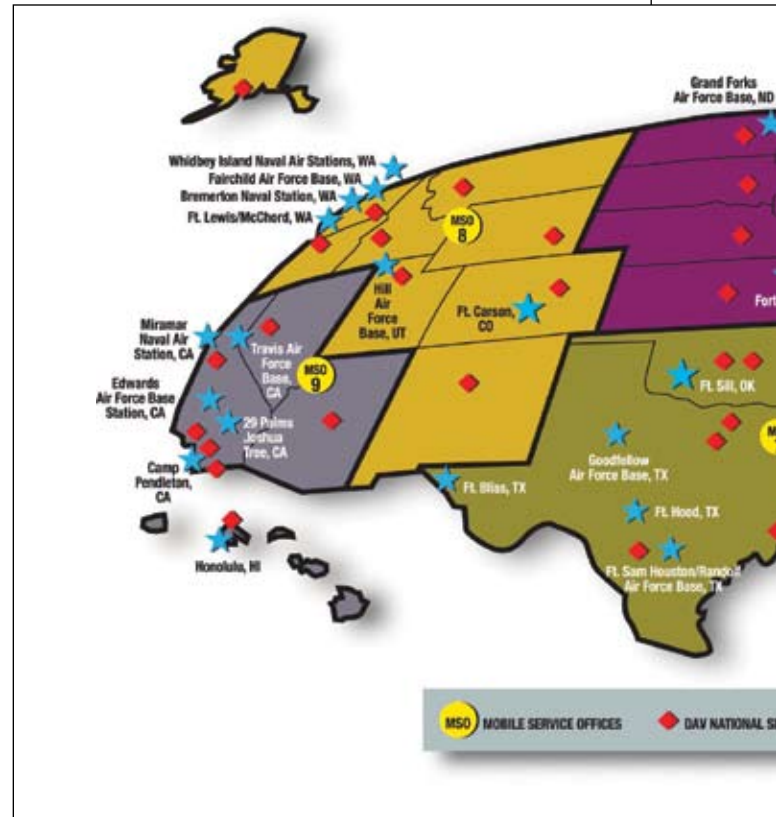 Grand Forks
Air Force Base, ND
Whidbey Island Naval Air Stations, WA
Fairchild Air Force Base, WA
Bremerton Naval Station, WA
Ft. Lewis/McChord, WA
MSO
8
Hill
Air
Force
Base, UT
Ft. Carson,
CO
Fort
Miramar
Naval Air
Station, CA
Travis Air
Force
Base,
CA
MSO
9
Edwards
Air Force Base
Station, CA
29 Palms
Joshua
Tree, CA
Camp
Pendleton,
CA
Ft. Sill, OK
Goodfellow
Air Force Base, TX
Ft. Bliss, TX
Ft. Hood, TX
Ft. Sam Houston/Randolf
Air Force Base, TX
Honolulu, HI
MSO MOBILE SERVICE OFFICES
DAV NATIONAL